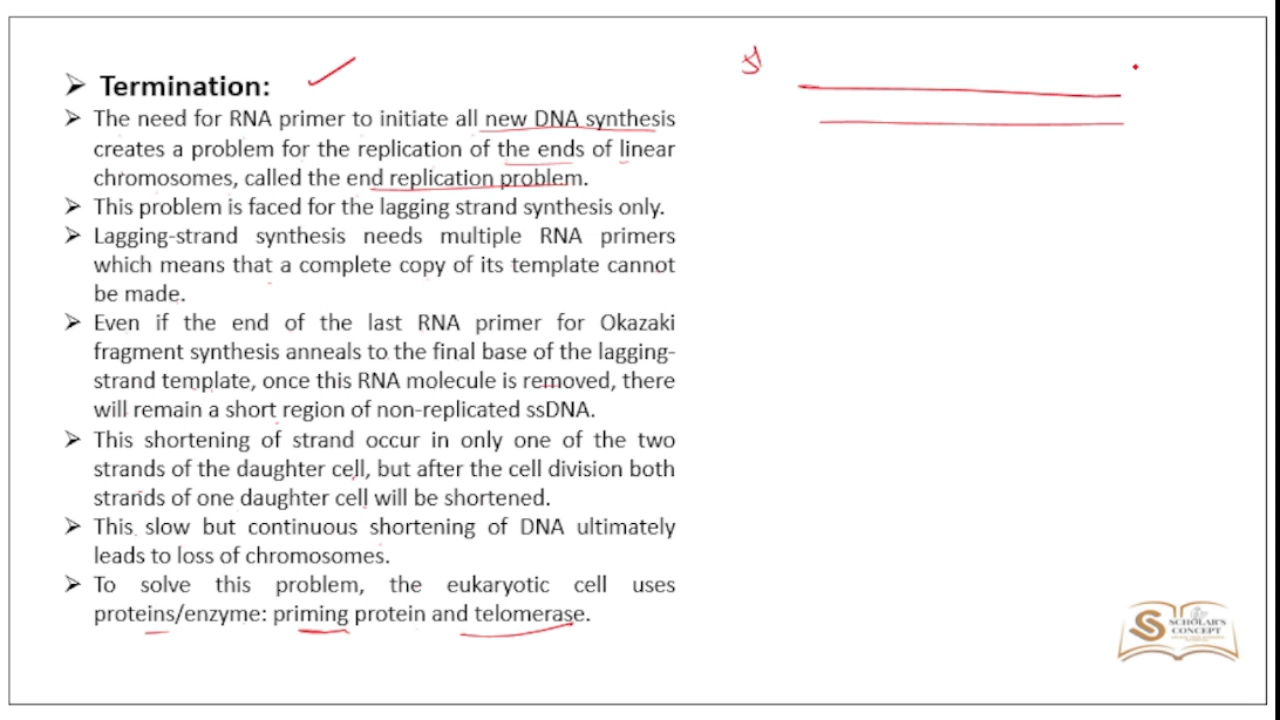 ➢ Termination:
➢ The need for RNA primer to initiate all new DNA synthesis
creates a problem for the replication of the ends of linear
chromosomes, called the end replication problem.
➢ This problem is faced for the lagging strand synthesis only.
➢ Lagging-strand synthesis needs multiple RNA primers
which means that a complete copy of its template cannot
be made.
➢ Even if the end of the last RNA primer for Okazaki
fragment synthesis anneals to the final base of the lagging-
strand template, once this RNA molecule is removed, there
will remain a short region of non-replicated ssDNA.
➢ This shortening of strand occur in only one of the two
strands of the daughter cell, but after the cell division both
strands of one daughter cell will be shortened.
➢ This slow but continuous shortening of DNA ultimately
leads to loss of chromosomes.
➢ To solve this problem, the eukaryotic cell uses
proteins/enzyme: priming protein and telomerase.
SCHOLAR'S
CONCEPT